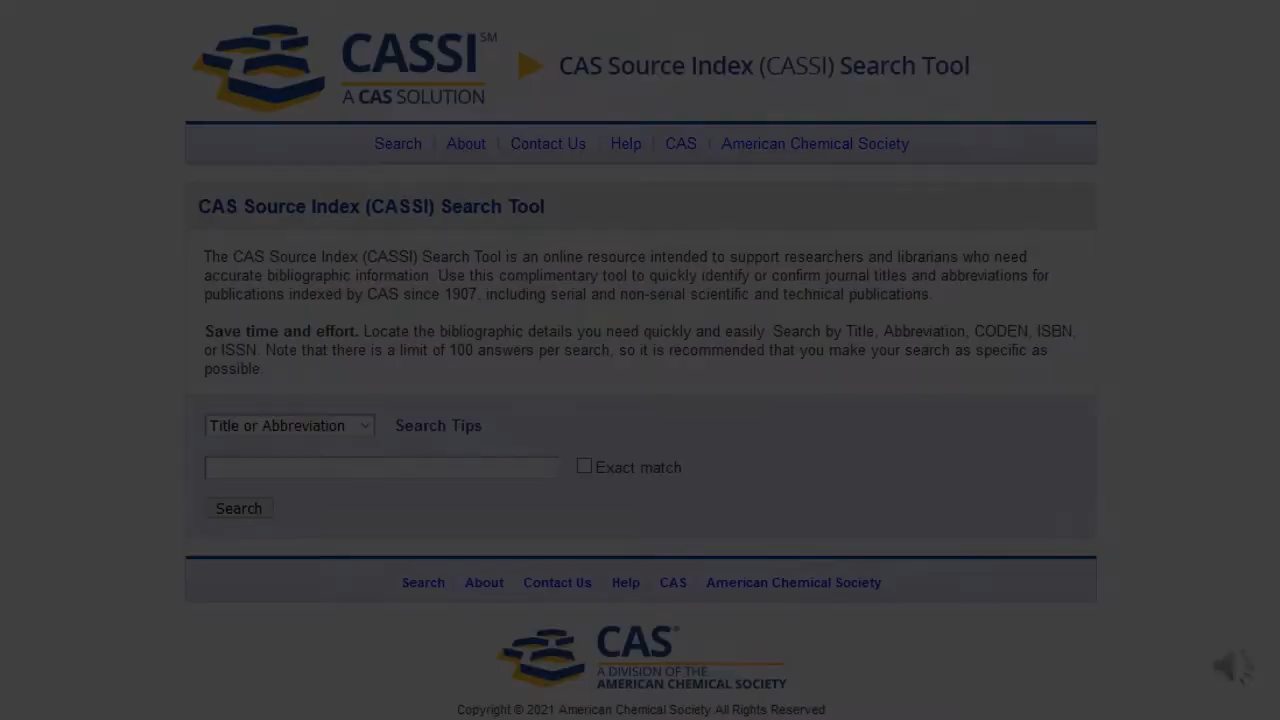 CASSI SM
A CAS SOLUTION
CAS Source Index (CASSI) Search Tool
Search | About | Contact Us | Help | CAS | American Chemical Society
CAS Source Index (CASSI) Search Tool
The CAS Source Index (CASSI) Search Tool is an online resource intended to support researchers and librarians who need
accurate bibliographic information. Use this complimentary tool to quickly identify or confirm journal titles and abbreviations for
publications indexed by CAS since 1907, including serial and non-serial scientific and technical publications.
Save time and effort. Locate the bibliographic details you need quickly and easily. Search by Title, Abbreviation, CODEN, ISBN,
or ISSN. Note that there is a limit of 100 answers per search, so it is recommended that you make your search as specific as
possible.
Title or Abbreviation Search Tips
Exact match
Search
Search About Contact Us Help CAS American Chemical Society
CAS®
A DIVISION OF THE
AMERICAN CHEMICAL SOCIETY
Copyright © 2021 American Chemical Society All Rights Reserved